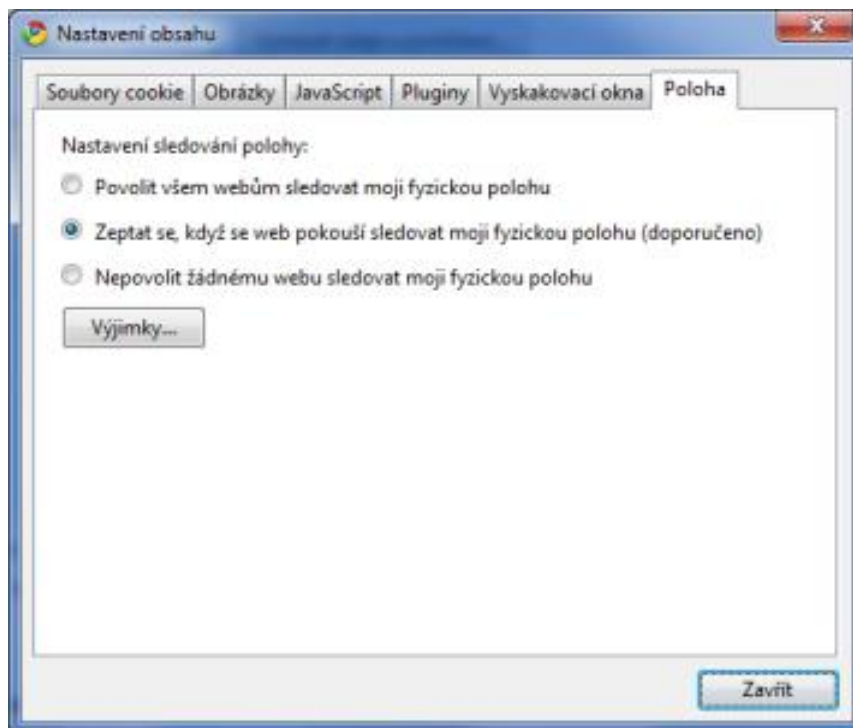 Nastavení obsahu
Soubory cookie Obrázky JavaScript Pluginy Vyskakovací okna Poloha
Nastavení sledování polohy:
Povolit všem webům sledovat moji fyzickou polohu
Zeptat se, když se web pokouší sledovat moji fyzickou polohu (doporučeno)
Nepovolit žádnému webu sledovat moji fyzickou polohu
Výjimky...
Zavřít